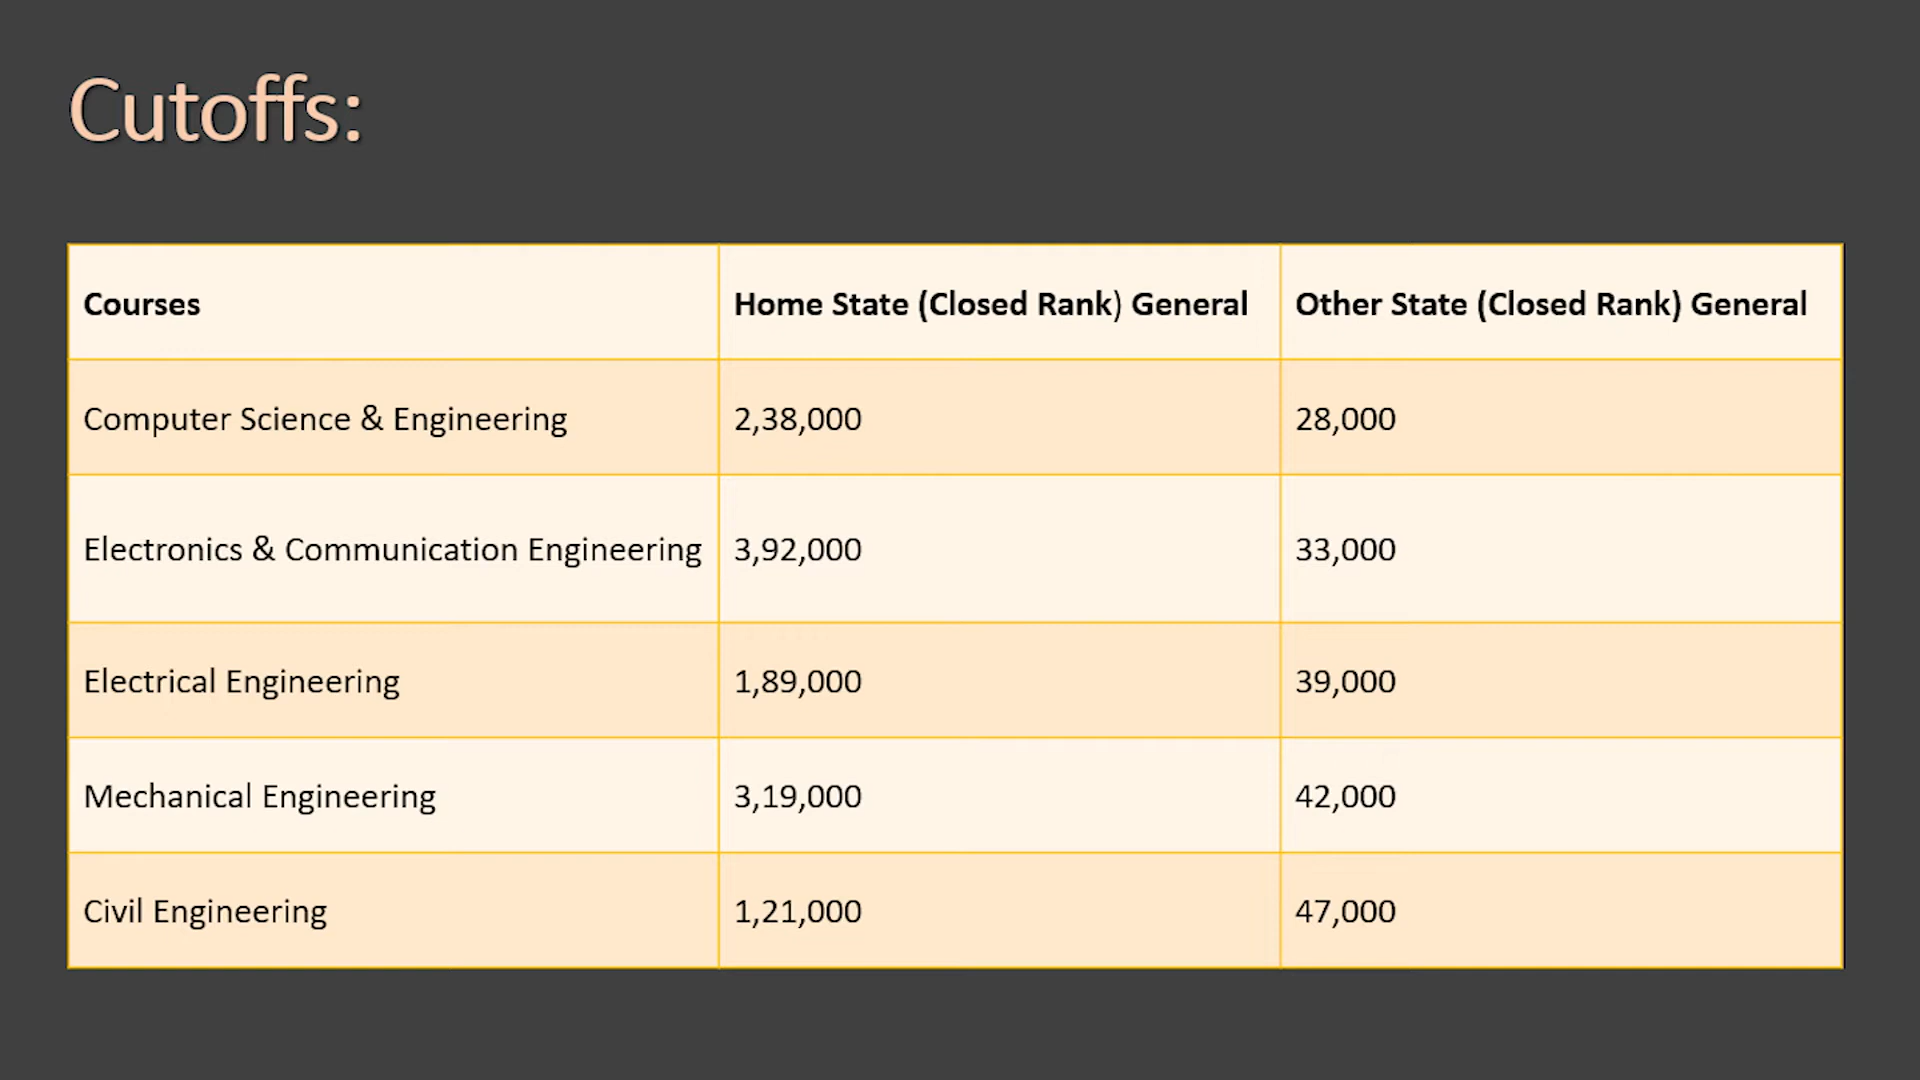 Cutoffs:
Courses Home State (Closed Rank) General Other State (Closed Rank) General
Computer Science & Engineering 2,38,000 28,000
Electronics & Communication Engineering 3,92,000 33,000
Electrical Engineering 1,89,000 39,000
Mechanical Engineering 3,19,000 42,000
Civil Engineering 1,21,000 47,000